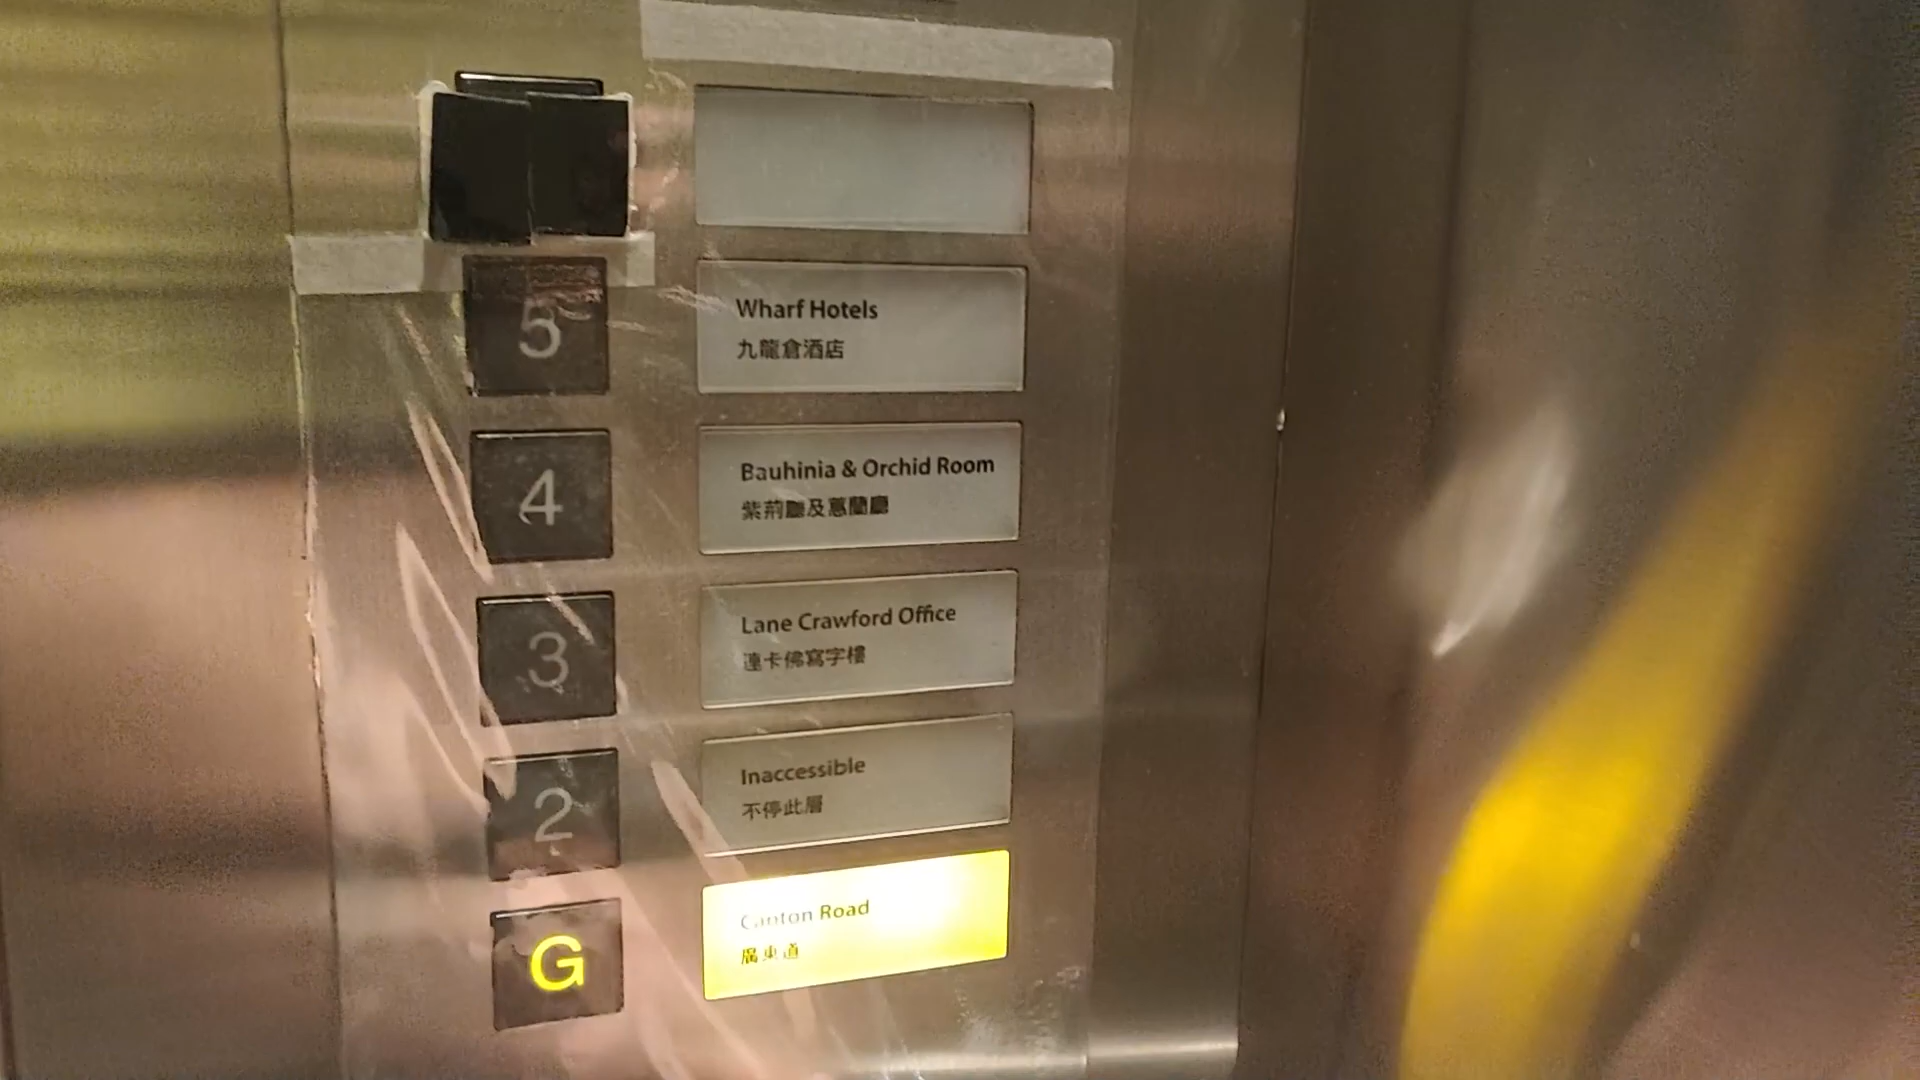 5
Wharf Hotels
九龍倉酒店
4
Bauhinia & Orchid Room
紫荊廳及蕙蘭廳
3
Lane Crawford Office
連卡佛寫字樓
2
Inaccessible
不停此層
G
Canton Road
廣東道